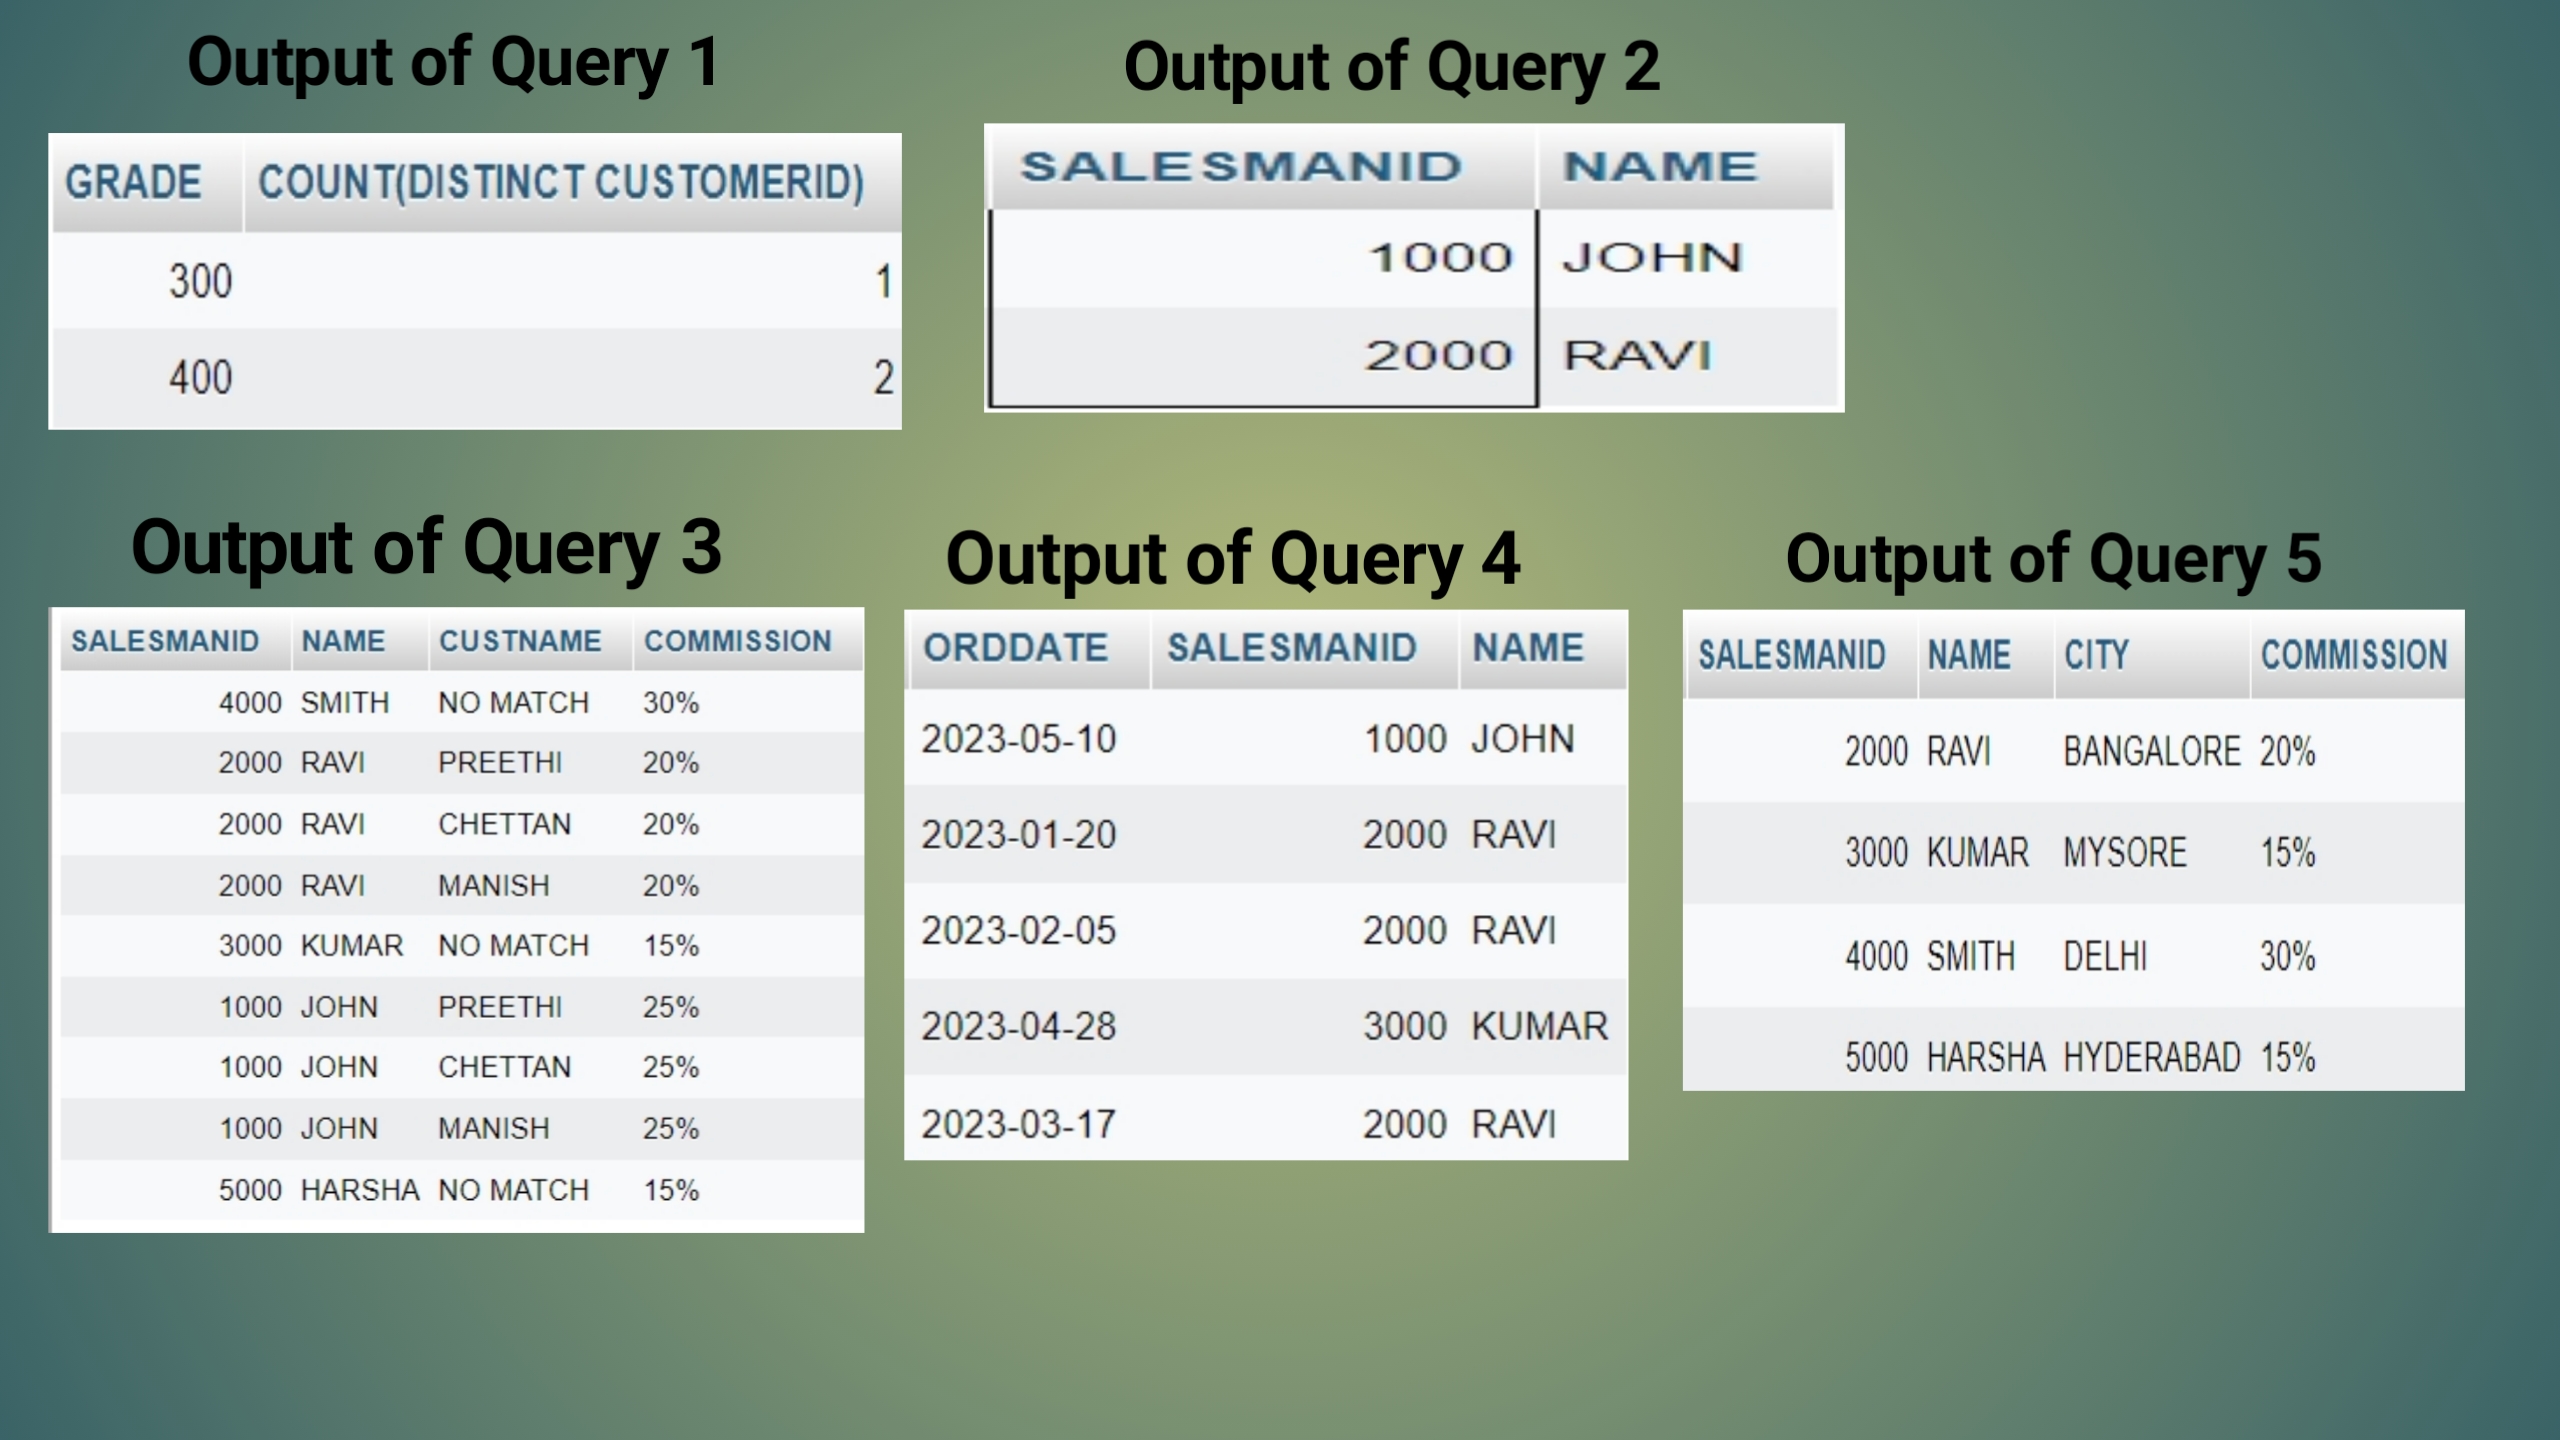 Output of Query 1
GRADE COUNT(DISTINCT CUSTOMERID)
300 1
400 2
Output of Query 2
SALESMANID NAME
1000 JOHN
2000 RAVI
Output of Query 3
SALESMANID NAME CUSTNAME COMMISSION
4000 SMITH NO MATCH 30%
2000 RAVI PREETHI 20%
2000 RAVI CHETTAN 20%
2000 RAVI MANISH 20%
3000 KUMAR NO MATCH 15%
1000 JOHN PREETHI 25%
1000 JOHN CHETTAN 25%
1000 JOHN MANISH 25%
5000 HARSHA NO MATCH 15%
Output of Query 4
ORDDATE SALESMANID NAME
2023-05-10 1000 JOHN
2023-01-20 2000 RAVI
2023-02-05 2000 RAVI
2023-04-28 3000 KUMAR
2023-03-17 2000 RAVI
Output of Query 5
SALESMANID NAME CITY COMMISSION
2000 RAVI BANGALORE 20%
3000 KUMAR MYSORE 15%
4000 SMITH DELHI 30%
5000 HARSHA HYDERABAD 15%